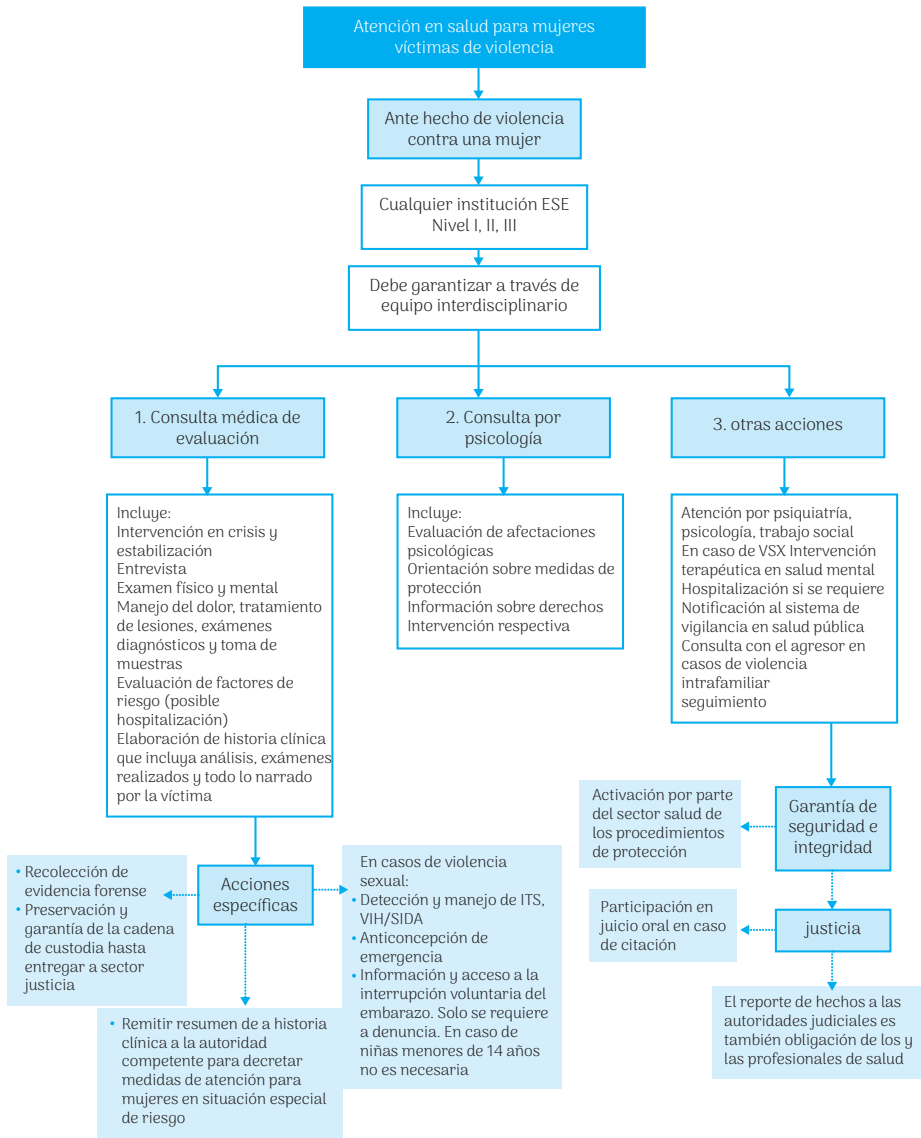 Atención en salud para mujeres
víctimas de violencia
Ante hecho de violencia
contra una mujer
Cualquier institución ESE
Nivel I, II, III
Debe garantizar a través de
equipo interdisciplinario
1. Consulta médica de
evaluación
2. Consulta por
psicología
3. otras acciones
Incluye:
Intervención en crisis y
estabilización
Entrevista
Examen físico y mental
Manejo del dolor, tratamiento
de lesiones, exámenes
diagnósticos y toma de
muestras
Evaluación de factores de
riesgo (posible
hospitalización)
Elaboración de historia clínica
que incluya análisis, exámenes
realizados y todo lo narrado
por la víctima
Incluye:
Evaluación de afectaciones
psicológicas
Orientación sobre medidas de
protección
Información sobre derechos
Intervención respectiva
Atención por psiquiatría,
psicología, trabajo social
En caso de VSX Intervención
terapéutica en salud mental
Hospitalización si se requiere
Notificación al sistema de
vigilancia en salud pública
Consulta con el agresor en
casos de violencia
intrafamiliar
seguimiento
Activación por parte
del sector salud de
los procedimientos
de protección
Garantía de
seguridad e
integridad
• Recolección de
evidencia forense
• Preservación y
garantía de la cadena
de custodia hasta
entregar a sector
justicia
Acciones
específicas
En casos de violencia
sexual:
• Detección y manejo de ITS,
VIH/SIDA
• Anticoncepción de
emergencia
• Información y acceso a la
interrupción voluntaria del
embarazo. Solo se requiere
a denuncia. En caso de
niñas menores de 14 años
no es necesaria
Participación en
juicio oral en caso
de citación
justicia
• Remitir resumen de a historia
clínica a la autoridad
competente para decretar
medidas de atención para
mujeres en situación especial
de riesgo
El reporte de hechos a las
autoridades judiciales es
también obligación de los y
las profesionales de salud